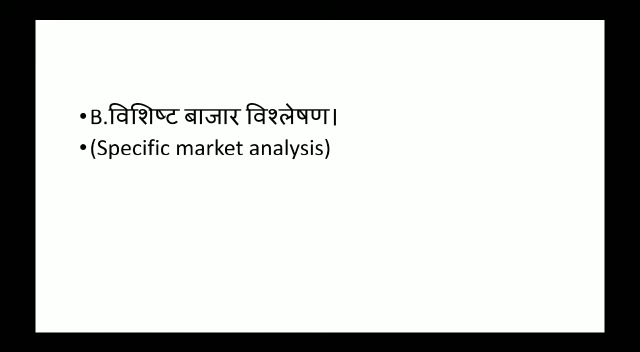 •B.विशिष्ट बाजार विश्लेषण।
•(Specific market analysis)